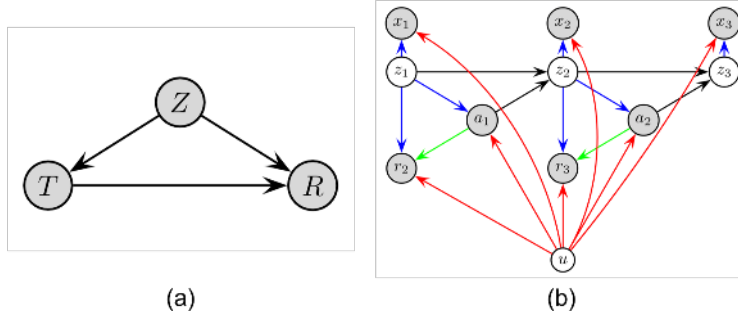 Z
T R
(a)
x₁ x₂ x₃
z₁ z₂ z₃
a₁ a₂
r₂ r₃
u
(b)